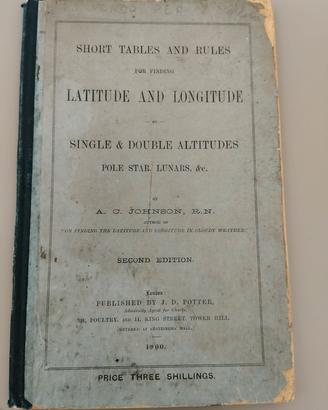 SHORT TABLES AND RULES
FOR FINDING
LATITUDE AND LONGITUDE
BY
SINGLE & DOUBLE ALTITUDES
POLE STAR, LUNARS, &c.
BY
A. C. JOHNSON, R.N.
AUTHOR OF
"ON FINDING THE LATITUDE AND LONGITUDE IN CLOUDY WEATHER."
SECOND EDITION.
London:
PUBLISHED BY J. D. POTTER,
Admiralty Agent for Charts,
POULTRY, AND 11, KING STREET, TOWER HILL.
[ENTERED AT STATIONERS' HALL.]
1900.
PRICE THREE SHILLINGS.